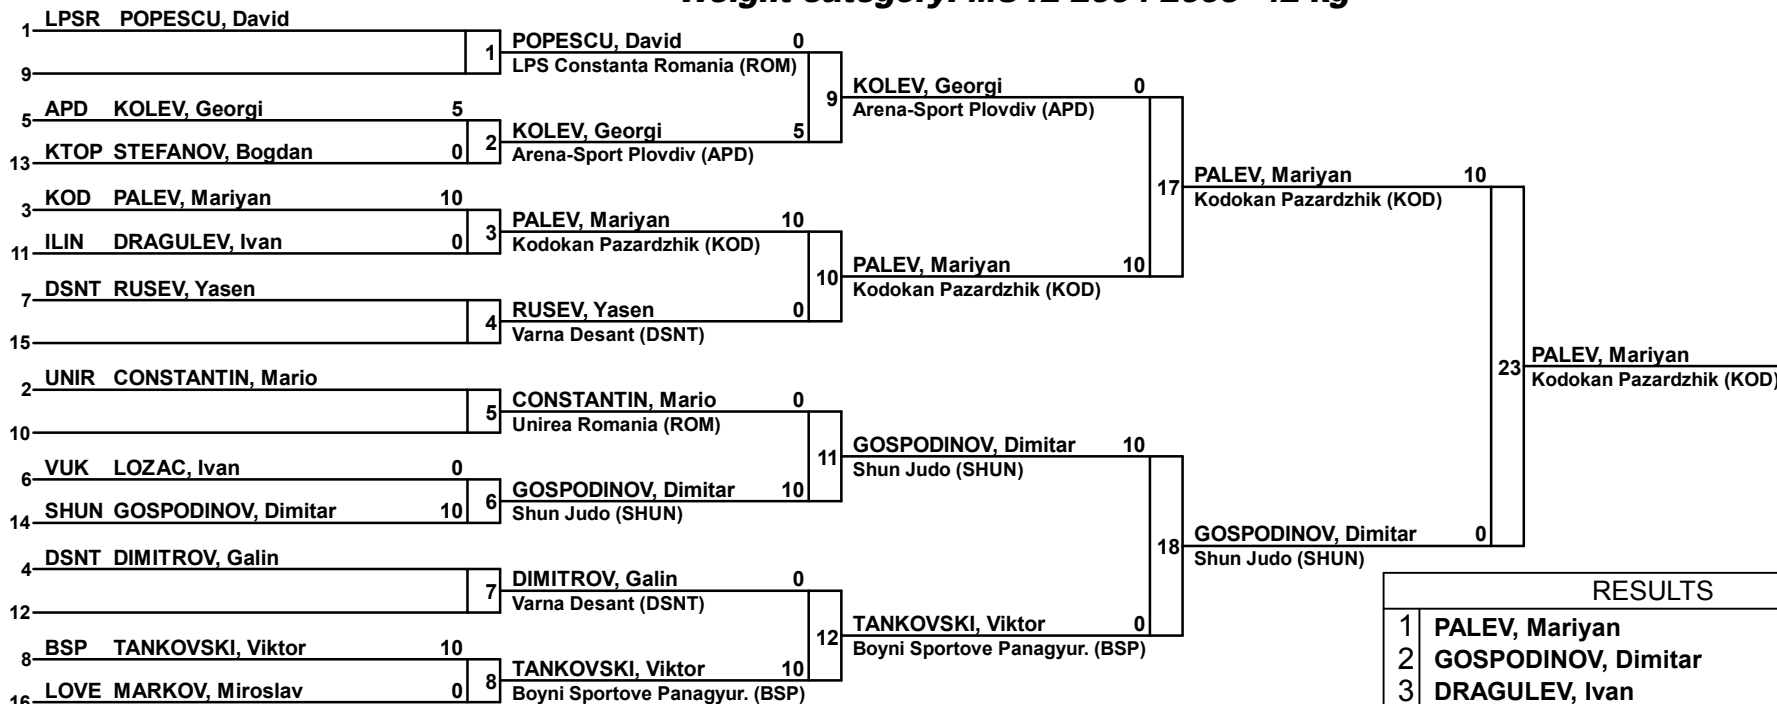 1 LPSR POPESCU, David
9
1 POPESCU, David 0
LPS Constanta Romania (ROM)
5 APD KOLEV, Georgi 5
13 KTOP STEFANOV, Bogdan 0
2 KOLEV, Georgi 5
Arena-Sport Plovdiv (APD)
9 KOLEV, Georgi 0
Arena-Sport Plovdiv (APD)
3 KOD PALEV, Mariyan 10
11 ILIN DRAGULEV, Ivan 0
3 PALEV, Mariyan 10
Kodokan Pazardzhik (KOD)
7 DSNT RUSEV, Yasen
15
4 RUSEV, Yasen 0
Varna Desant (DSNT)
10 PALEV, Mariyan 10
Kodokan Pazardzhik (KOD)
17 PALEV, Mariyan 10
Kodokan Pazardzhik (KOD)
2 UNIR CONSTANTIN, Mario
10
5 CONSTANTIN, Mario 0
Unirea Romania (ROM)
6 VUK LOZAC, Ivan 0
14 SHUN GOSPODINOV, Dimitar 10
6 GOSPODINOV, Dimitar 10
Shun Judo (SHUN)
11 GOSPODINOV, Dimitar 10
Shun Judo (SHUN)
4 DSNT DIMITROV, Galin
12
7 DIMITROV, Galin 0
Varna Desant (DSNT)
8 BSP TANKOVSKI, Viktor 10
16 LOVE MARKOV, Miroslav 0
8 TANKOVSKI, Viktor 10
Boyni Sportove Panagyur. (BSP)
12 TANKOVSKI, Viktor 0
Boyni Sportove Panagyur. (BSP)
18 GOSPODINOV, Dimitar 0
Shun Judo (SHUN)
23 PALEV, Mariyan
Kodokan Pazardzhik (KOD)
RESULTS
1 PALEV, Mariyan
2 GOSPODINOV, Dimitar
3 DRAGULEV, Ivan